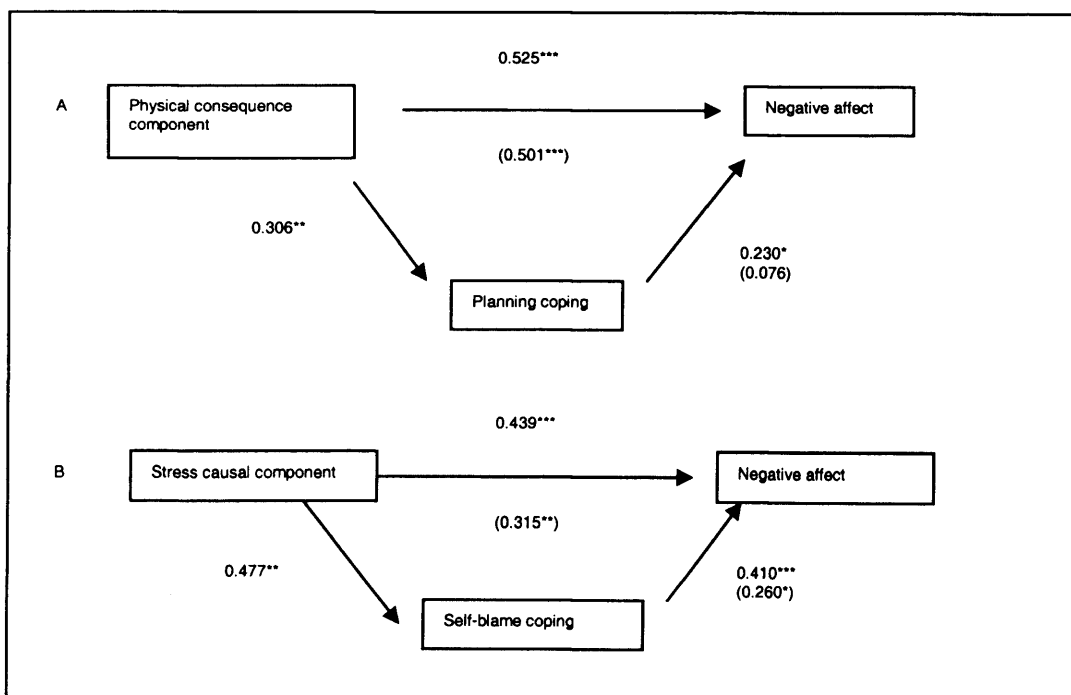 0.525***
A
Physical consequence
component
Negative affect
(0.501***)
0.306**
0.230*
(0.076)
Planning coping
0.439***
B
Stress causal component
Negative affect
(0.315**)
0.477**
0.410***
(0.260*)
Self-blame coping